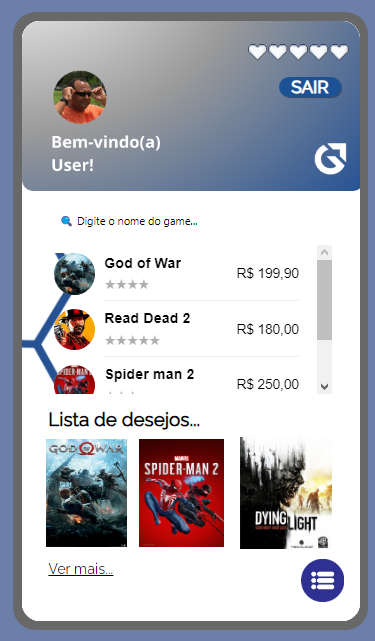 SAIR
Bem-vindo(a)
User!
Digite o nome do game...
God of War
R$ 199,90
Read Dead 2
R$ 180,00
Spider man 2
R$ 250,00
Lista de desejos...
GOD OF WAR
MARVEL
SPIDER-MAN 2
DYING LIGHT
Ver mais...